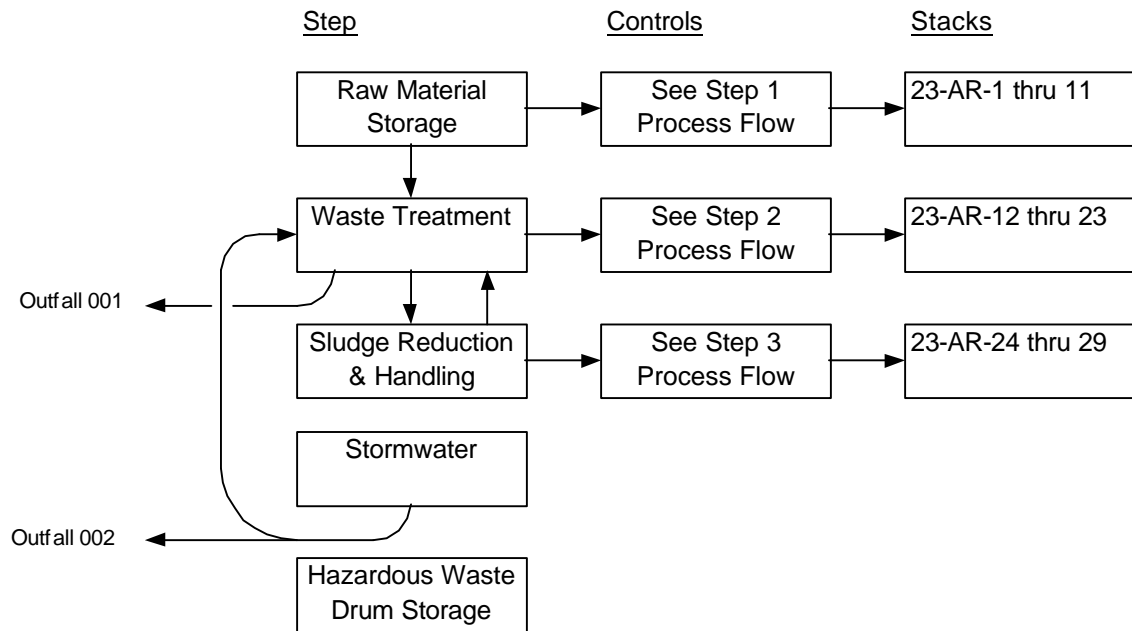 Step
Controls
Stacks
Raw Material
Storage
See Step 1
Process Flow
23-AR-1 thru 11
Waste Treatment
See Step 2
Process Flow
23-AR-12 thru 23
Outfall 001
Sludge Reduction
& Handling
See Step 3
Process Flow
23-AR-24 thru 29
Stormwater
Outfall 002
Hazardous Waste
Drum Storage